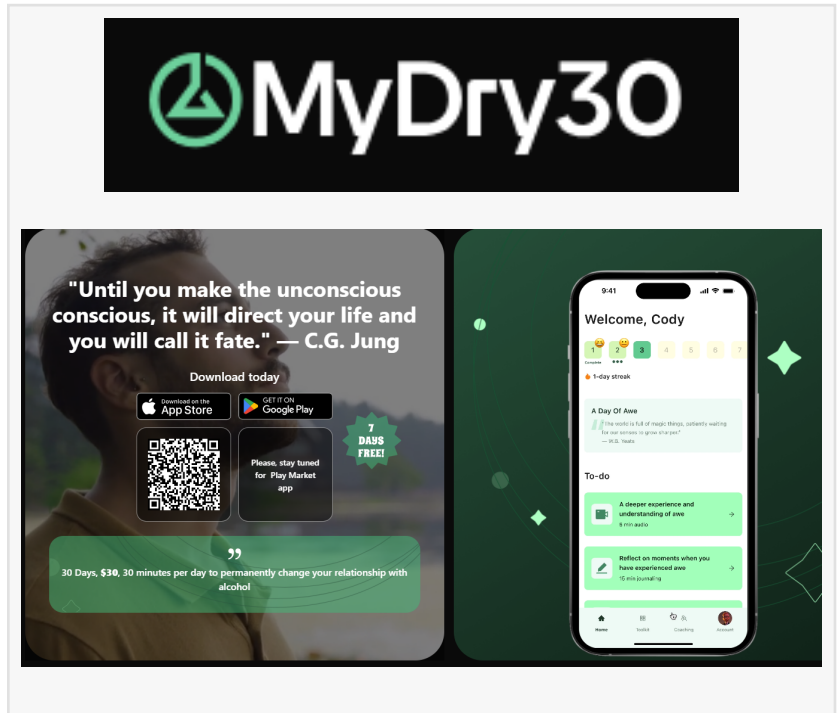 MyDry30
"Until you make the unconscious
conscious, it will direct your life and
you will call it fate." — C.G. Jung
Download today
Download on the
App Store
GET IT ON
Google Play
7
DAYS
FREE!
Please, stay tuned
for Play Market
app
30 Days, $30, 30 minutes per day to permanently change your relationship with
alcohol
9:41
Welcome, Cody
1 2 3 4 5 6 7
Complete
1-day streak
A Day Of Awe
"The world is full of magic things, patiently waiting
for our senses to grow sharper."
— W.B. Yeats
To-do
A deeper experience and
understanding of awe
8 min audio
Reflect on moments when you
have experienced awe
15 min journaling
Home
Toolkit
Coaching
Account